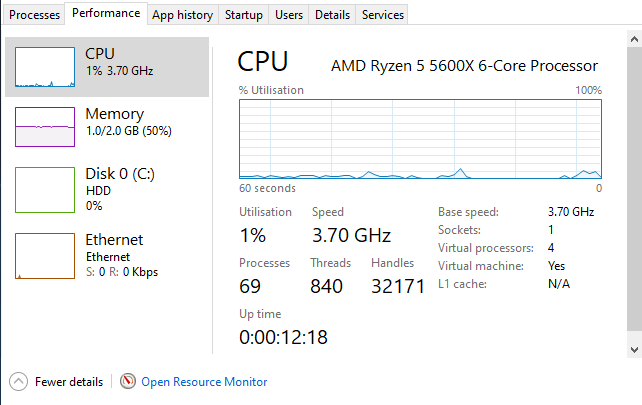 Processes Performance App history Startup Users Details Services
CPU
1% 3.70 GHz
Memory
1.0/2.0 GB (50%)
Disk 0 (C:)
HDD
0%
Ethernet
Ethernet
S: 0 R: 0 Kbps
CPU AMD Ryzen 5 5600X 6-Core Processor
% Utilisation 100%
60 seconds 0
Utilisation Speed
1% 3.70 GHz
Processes Threads Handles
69 840 32171
Up time
0:00:12:18
Base speed: 3.70 GHz
Sockets: 1
Virtual processors: 4
Virtual machine: Yes
L1 cache: N/A
Fewer details Open Resource Monitor